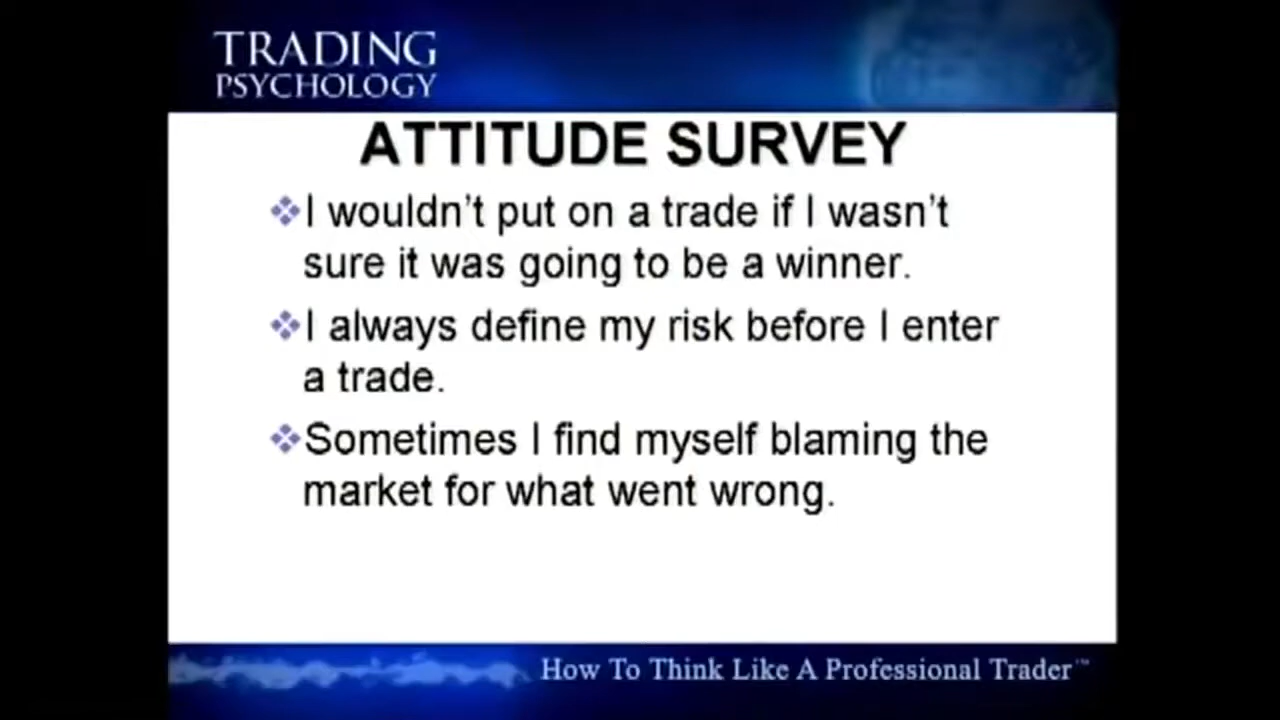 TRADING
PSYCHOLOGY
ATTITUDE SURVEY
I wouldn't put on a trade if I wasn't
sure it was going to be a winner.
I always define my risk before I enter
a trade.
Sometimes I find myself blaming the
market for what went wrong.
How To Think Like A Professional Trader™